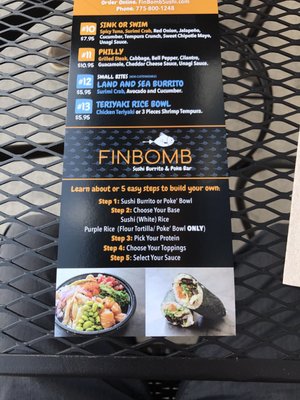 Order Online: FinBombSushi.com
Phone. 775-800-1248
#10 SINK OR SWIM
$7.95 Spicy Tuna, Surimi Crab, Red Onion, Jalapeño,
Cucumber, Tempura Crunch, Sweet Chipotle Mayo,
Unagi Sauce.
#11 PHILLY
$10.95 Grilled Steak, Cabbage, Bell Pepper, Cilantro,
Guacamole, Cheddar Cheese Sauce, Unagi Sauce.
SMALL BITES
#12 LAND AND SEA BURRITO
$5.95 Surimi Crab, Avocado and Cucumber.
#13 TERIYAKI RICE BOWL
$5.95 Chicken Teriyaki or 3 Pieces Shrimp Tempura.
FINBOMB
Sushi Burrito & Poke Bar
Learn about or 5 easy steps to build your own:
Step 1: Sushi Burrito or Poke' Bowl
Step 2: Choose Your Base
Sushi (White) Rice
Purple Rice (Flour Tortilla/ Poke' Bowl ONLY)
Step 3: Pick Your Protein
Step 4: Choose Your Toppings
Step 5: Select Your Sauce